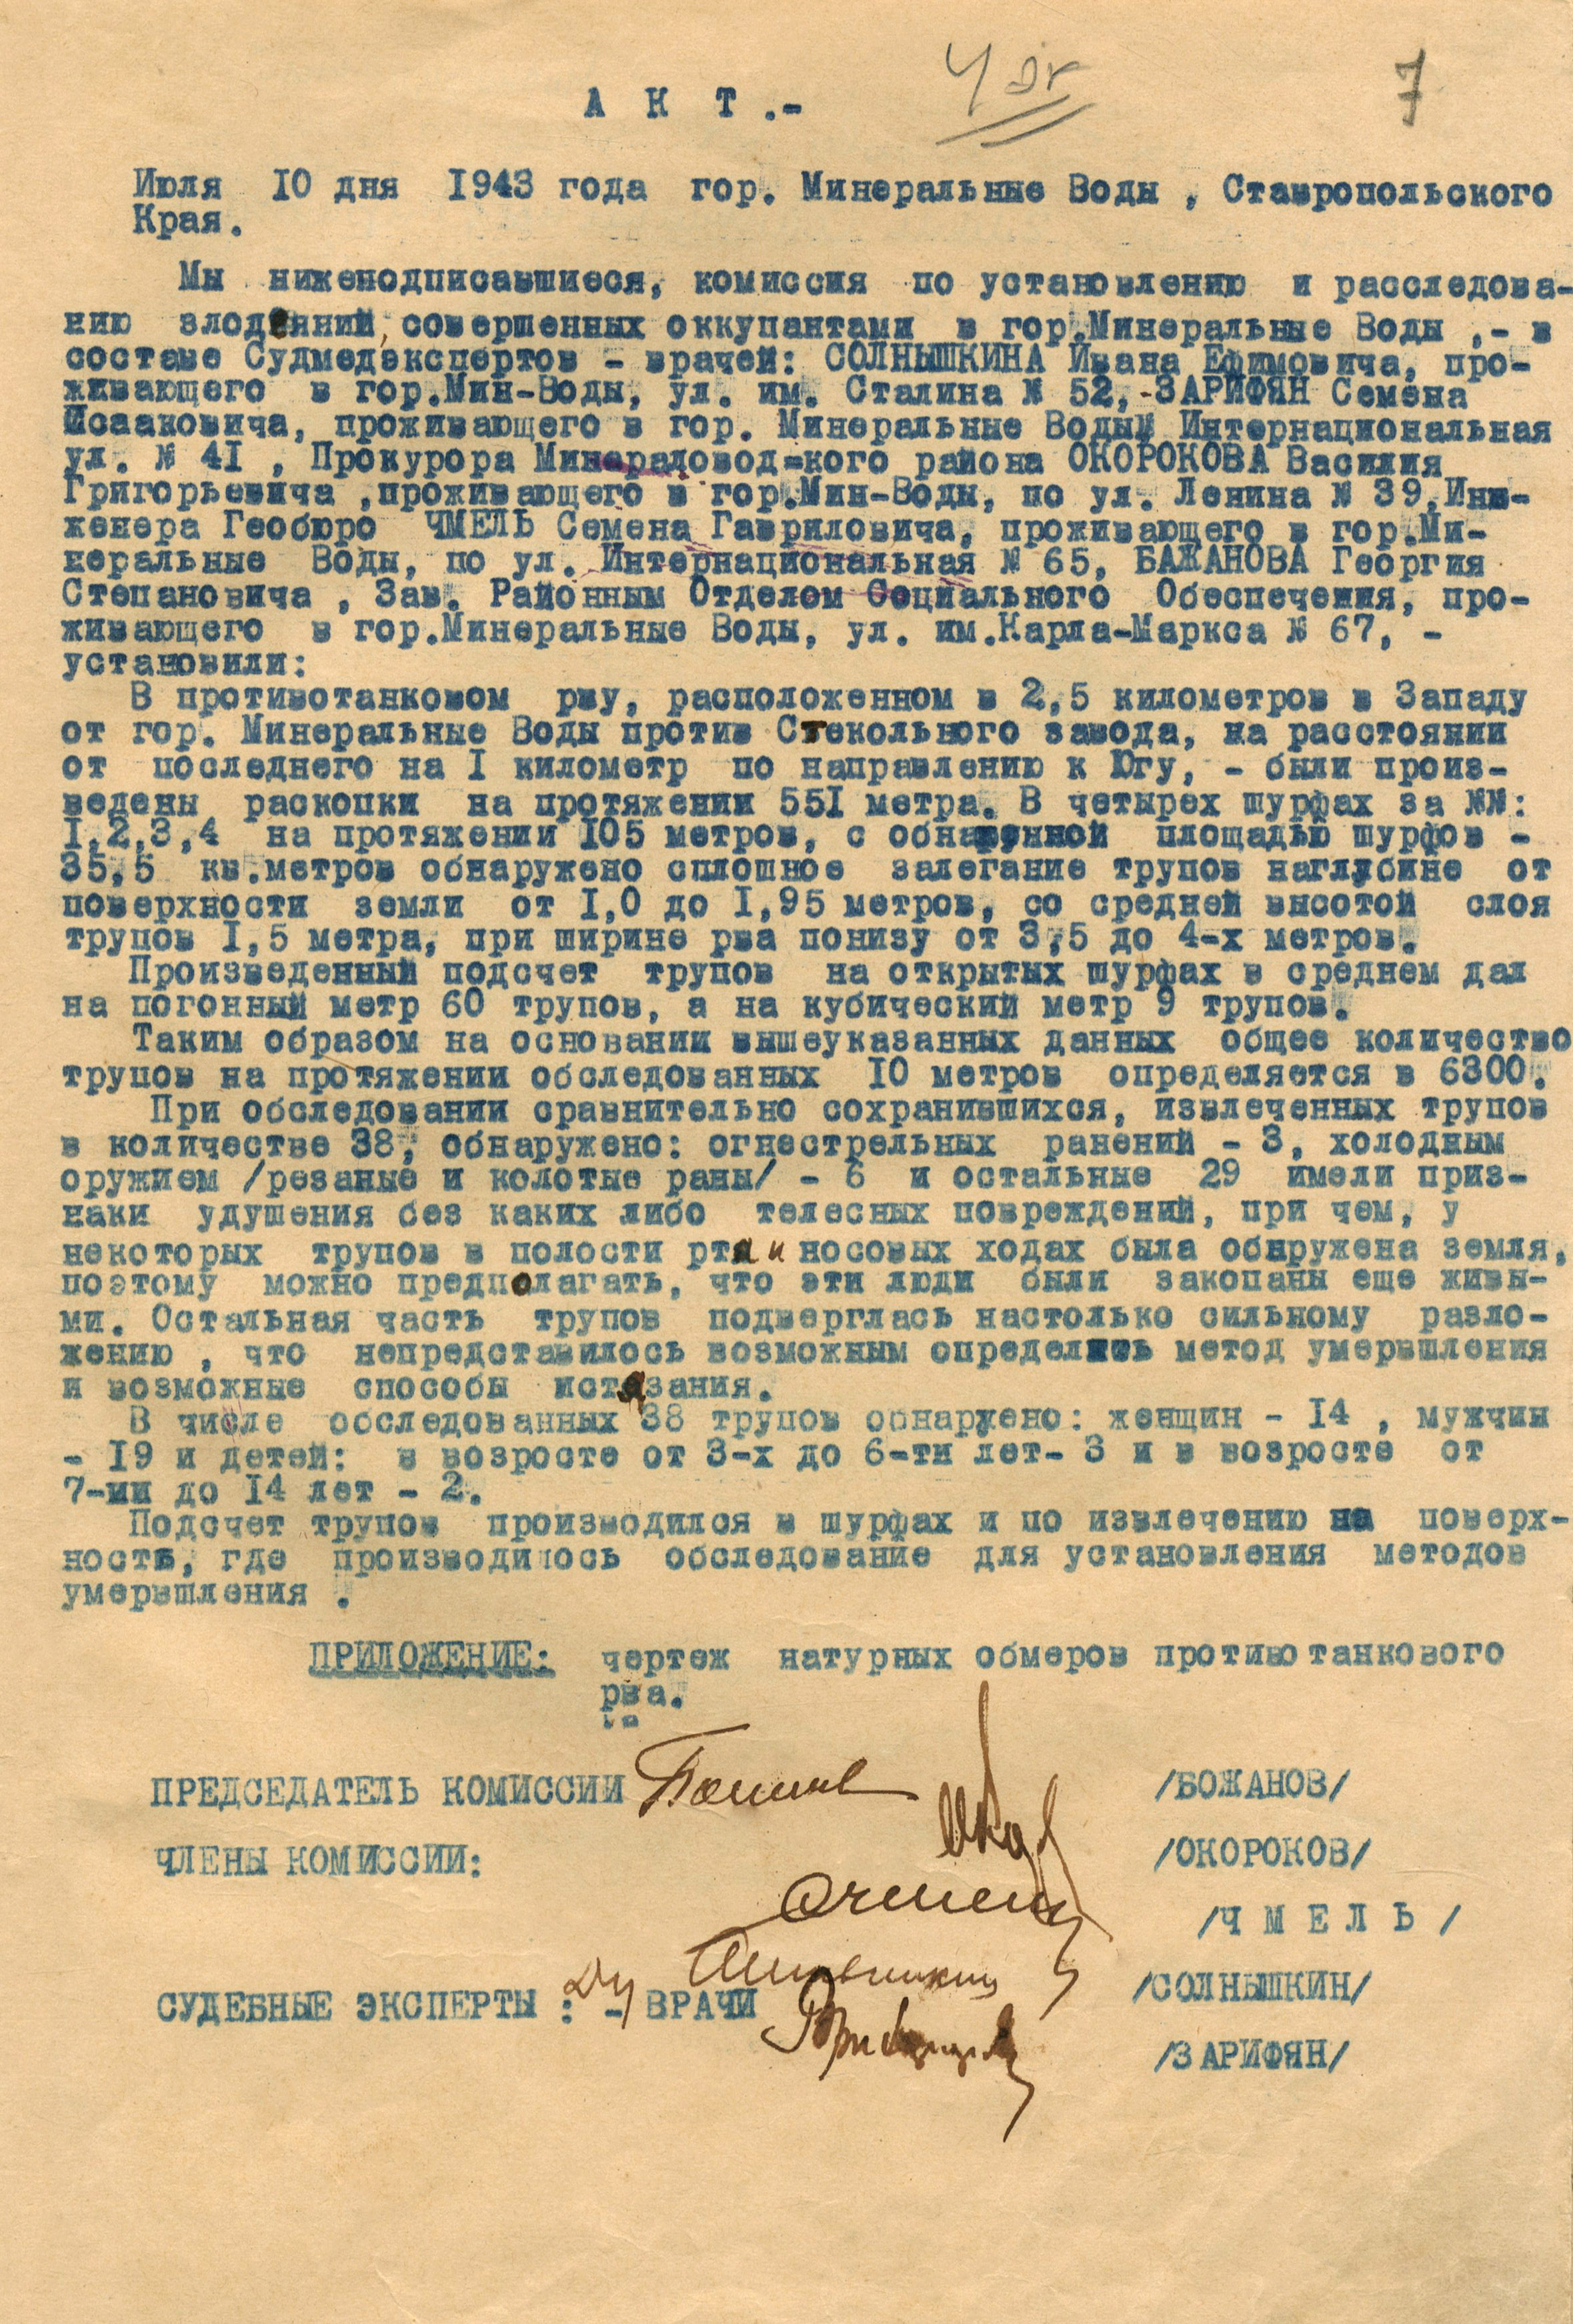 7
А К Т .-
Июля 10 дня 1943 года гор. Минеральные Воды , Ставропольского
Края.
Мы нижеподписавшиеся, комиссия по установлению и расследова-
нию злодеяний, совершенных оккупантами в гор.Минеральные Воды ,- в
составе Судмедекспертов - врачей: СОЛНЫШКИНА Ивана Ефимовича, про-
живающего в гор.Мин-Воды, ул. им. Сталина № 52, -ЗАРИФЯН Семена
Исааковича, проживающего в гор. Минеральные Воды Интернациональная
ул. № 41 , Прокурора Минераловод-кого района ОКОРОКОВА Василия
Григорьевича ,проживающего в гор.Мин-Воды, по ул. Ленина № 39,Инж-
женера Геобюро ЧМЕЛЬ Семена Гавриловича, проживающего в гор.Ми-
неральные Воды, по ул. Интернациональная № 65, БАЖАНОВА Георгия
Степановича , Зав. Районным Отделом Социального Обеспечения, про-
живающего в гор.Минеральные Воды, ул. им.Карла-Маркса № 67, -
установили:
В противотанковом рву, расположенном в 2,5 километров в Западу
от гор. Минеральные Воды против Стекольного завода, на расстоянии
от последнего на 1 километр по направлению к Югу, - были произ-
ведены раскопки на протяжении 551 метра. В четырех шурфах за №№:
1,2,3,4 на протяжении 105 метров, с обнаженной площадью шурфов -
35,5 кв.метров обнаружено сплошное залегание трупов наглубине от
поверхности земли от 1,0 до 1,95 метров, со средней высотой слоя
трупов 1,5 метра, при ширине рва понизу от 3,5 до 4-х метров.
Произведенный подсчет трупов на открытых шурфах в среднем дал
на погонный метр 60 трупов, а на кубический метр 9 трупов.
Таким образом на основании вышеуказанных данных общее количество
трупов на протяжении обследованных 10 метров определяется в 6300.
При обследовании сравнительно сохранившихся, извлеченных трупов
в количестве 38, обнаружено: огнестрельных ранений - 3, холодным
оружием /резаные и колотые раны/ - 6 и остальные 29 имели приз-
наки удушения без каких либо телесных повреждений, при чем, у
некоторых трупов в полости рта и носовых ходах была обнружена земля,
поэтому можно предполагать, что эти люди были закопаны еще живы-
ми. Остальная часть трупов подверглась настолько сильному разло-
жению , что непредставилось возможным определить метод умервшления
и возможные способы истязания.
В числе обследованных 38 трупов обнаружено: женщин - 14 , мужчин
- 19 и детей: в возросте от 3-х до 6-ти лет- 3 и в возросте от
7-ми до 14 лет - 2.
Подсчет трупов производился в шурфах и по извлечению на поверх-
ность, где производилось обследование для установления методов
умервшления .
ПРИЛОЖЕНИЕ: чертеж натурных обмеров противотанкового
рва.
ПРЕДСЕДАТЕЛЬ КОМИССИИ /БОЖАНОВ/
ЧЛЕНЫ КОМИССИИ: /ОКОРОКОВ/
/Ч М Е Л Ь /
/СОЛНЫШКИН/
СУДЕБНЫЕ ЭКСПЕРТЫ : - ВРАЧИ
/ЗАРИФЯН/